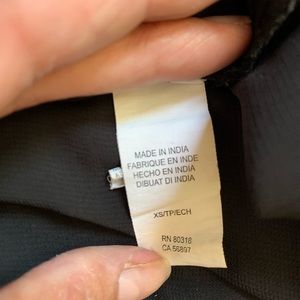 MADE IN INDIA
FABRIQUE EN INDE
HECHO EN INDIA
DIBUAT DI INDIA
XS/TP/ECH
RN 80318
CA 56897